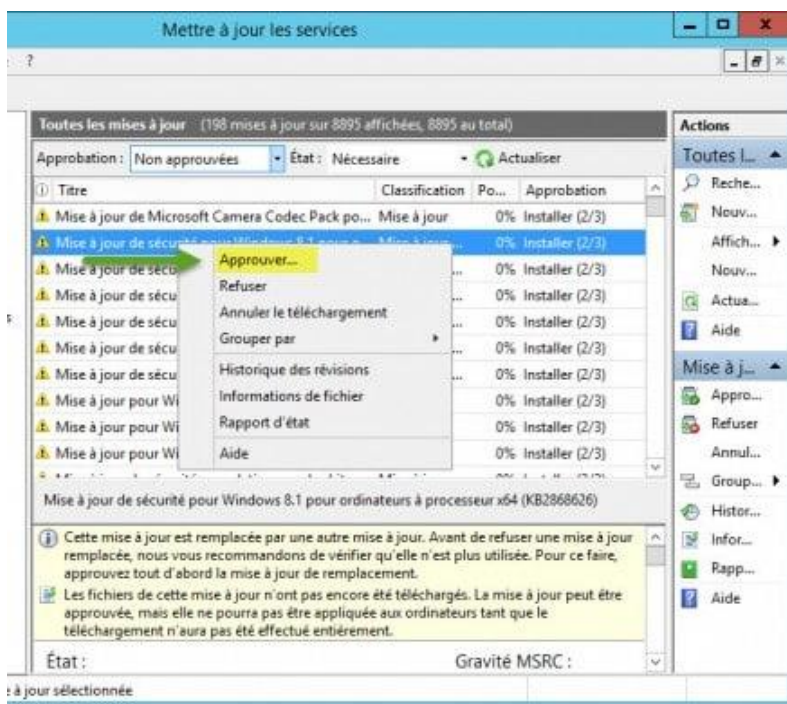 Mettre à jour les services
?
Toutes les mises à jour (198 mises à jour sur 8895 affichées, 8895 au total)
Approbation : Non approuvées État : Nécessaire Actualiser
Titre Classification Po... Approbation
Mise à jour de Microsoft Camera Codec Pack po... Mise à jour 0% Installer (2/3)
Mise à jour de sécurité pour Windows 8.1 pour o... Mise à jour... 0% Installer (2/3)
Mise à jour de sécu ... 0% Installer (2/3)
Mise à jour de sécu ... 0% Installer (2/3)
Mise à jour de sécu ... 0% Installer (2/3)
Mise à jour de sécu ... 0% Installer (2/3)
Mise à jour de sécu ... 0% Installer (2/3)
Mise à jour pour Wi 0% Installer (2/3)
Mise à jour pour Wi 0% Installer (2/3)
Mise à jour pour Wi 0% Installer (2/3)
Approuver...
Refuser
Annuler le téléchargement
Grouper par
Historique des révisions
Informations de fichier
Rapport d'état
Aide
Mise à jour de sécurité pour Windows 8.1 pour ordinateurs à processeur x64 (KB2868626)
Cette mise à jour est remplacée par une autre mise à jour. Avant de refuser une mise à jour
remplacée, nous vous recommandons de vérifier qu'elle n'est plus utilisée. Pour ce faire,
approuvez tout d'abord la mise à jour de remplacement.
Les fichiers de cette mise à jour n'ont pas encore été téléchargés. La mise à jour peut être
approuvée, mais elle ne pourra pas être appliquée aux ordinateurs tant que le
téléchargement n'aura pas été effectué entièrement.
État : Gravité MSRC :
e à jour sélectionnée
Actions
Toutes l...
Reche...
Nouv...
Affich...
Nouv...
Actua...
Aide
Mise à j...
Appro...
Refuser
Annul...
Group...
Histor...
Infor...
Rapp...
Aide